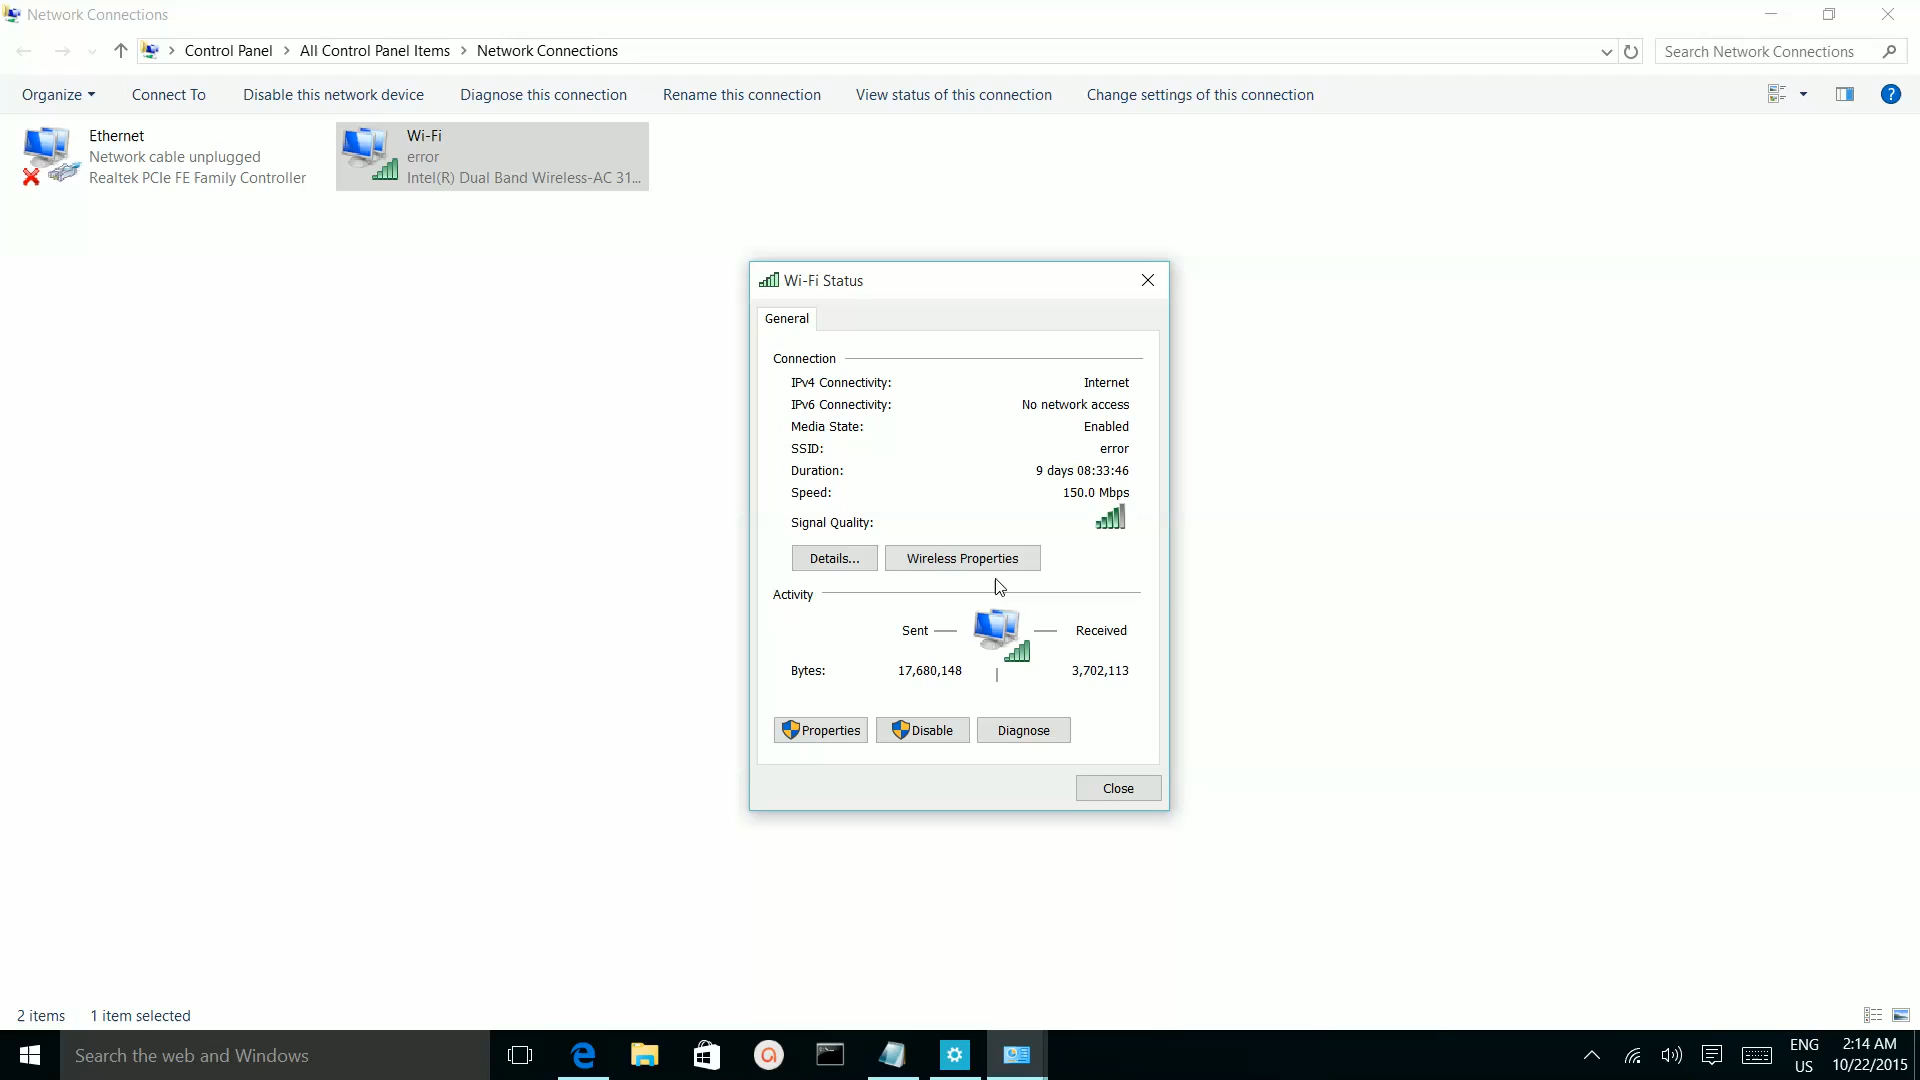 Network Connections
Control Panel > All Control Panel Items > Network Connections
Search Network Connections
Organize Connect To Disable this network device Diagnose this connection Rename this connection View status of this connection Change settings of this connection
Ethernet
Network cable unplugged
Realtek PCIe FE Family Controller
Wi-Fi
error
Intel(R) Dual Band Wireless-AC 31...
Wi-Fi Status
General
Connection
IPv4 Connectivity: Internet
IPv6 Connectivity: No network access
Media State: Enabled
SSID: error
Duration: 9 days 08:33:46
Speed: 150.0 Mbps
Signal Quality:
Details... Wireless Properties
Activity
Sent Received
Bytes: 17,680,148 3,702,113
Properties Disable Diagnose
Close
2 items 1 item selected
Search the web and Windows
ENG
US
2:14 AM
10/22/2015